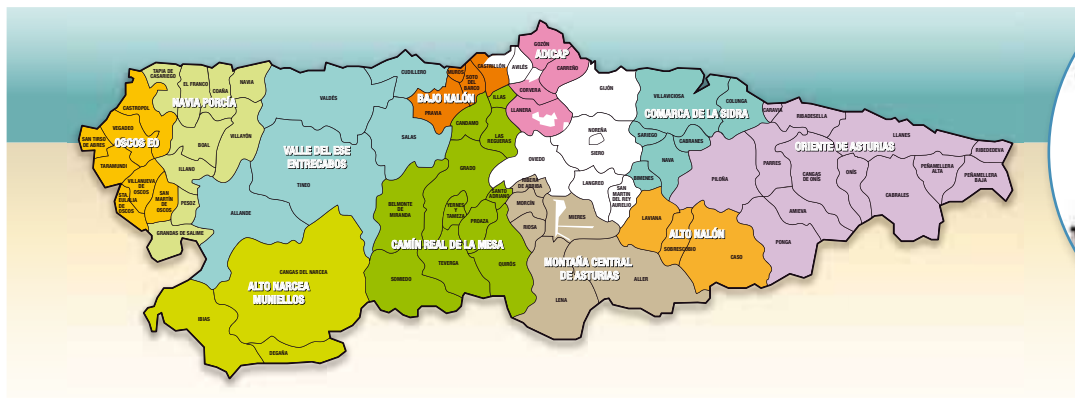 GOZÓN
ADICAP
CARREÑO
AVILÉS
CASTRILLÓN
CORVERA
LLANERA
GIJÓN
TAPIA DE
CASARIEGO
EL FRANCO
COAÑA
NAVIA
NAVIA PORCÍA
VILLAYÓN
BOAL
ILLANO
PESOZ
GRANDAS DE SALIME
CASTROPOL
VEGADEO
SAN TIRSO
DE ABRES
OSCOS EO
TARAMUNDI
VILLANUEVA
DE OSCOS
STA.
EULALIA
DE OSCOS
SAN
MARTÍN
DE OSCOS
CUDILLERO
VALDÉS
SALAS
VALLE DEL ESE
ENTRECABOS
TINEO
ALLANDE
MUROS
SOTO
DEL
BARCO
BAJO NALÓN
PRAVIA
ILLAS
CANDAMO
LAS
REGUERAS
GRADO
BELMONTE
DE
MIRANDA
YERNES
Y
TAMEZA
PROAZA
SANTO
ADRIANO
CAMÍN REAL DE LA MESA
TEVERGA
QUIRÓS
SOMIEDO
CANGAS DEL NARCEA
ALTO NARCEA
MUNIELLOS
IBIAS
DEGAÑA
NOREÑA
SIERO
OVIEDO
LANGREO
SAN
MARTIN
DEL REY
AURELIO
RIBERA
DE ARRIBA
MORCÍN
RIOSA
MIERES
MONTAÑA CENTRAL
DE ASTURIAS
ALLER
LENA
VILLAVICIOSA
COLUNGA
COMARCA DE LA SIDRA
SARIEGO
CABRANES
NAVA
BIMENES
LAVIANA
ALTO NALÓN
SOBRESCOBIO
CASO
CARAVIA
RIBADESELLA
LLANES
RIBEDEDEVA
ORIENTE DE ASTURIAS
PILOÑA
PARRES
CANGAS
DE ONÍS
ONÍS
PEÑAMELLERA
ALTA
PEÑAMELLERA
BAJA
CABRALES
AMIEVA
PONGA